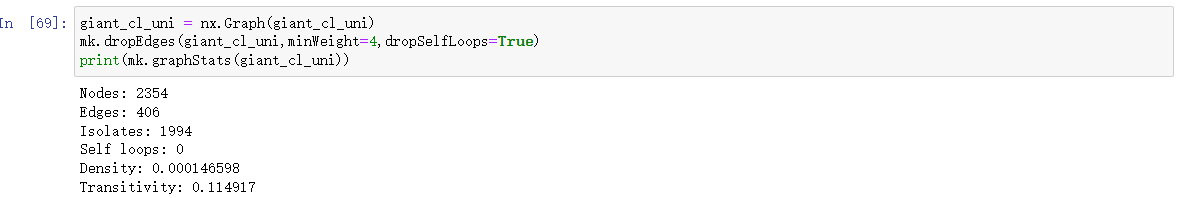 In [69]: giant_cl_uni = nx.Graph(giant_cl_uni)
mk.dropEdges(giant_cl_uni,minWeight=4,dropSelfLoops=True)
print(mk.graphStats(giant_cl_uni))
Nodes: 2354
Edges: 406
Isolates: 1994
Self loops: 0
Density: 0.000146598
Transitivity: 0.114917